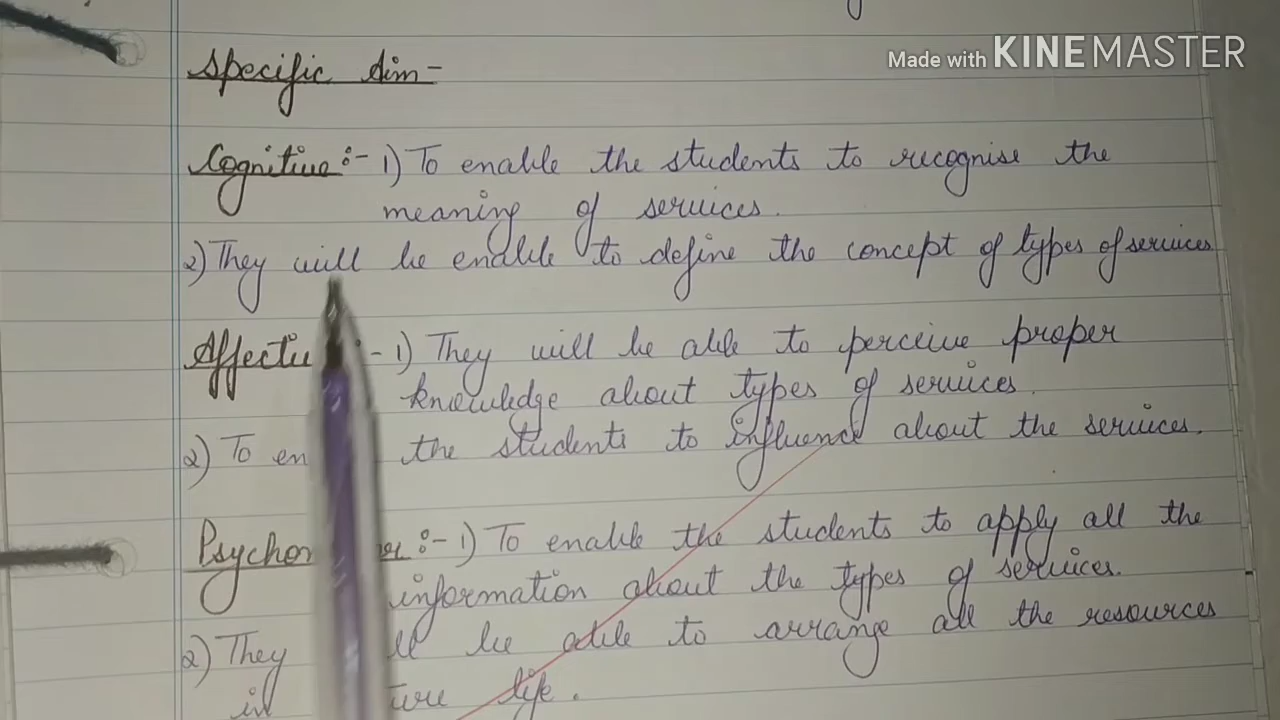 Made with KINEMASTER
Specific Aim-
Cognitive :- 1) To enable the students to recognise the
meaning of services.
2) They will be enable to define the concept of types of services
1) They will be able to perceive proper
knowledge about types of services.
2) To the students to influence about the services.
:- 1) To enable the students to apply all the
information about the types of services.
2) They be able to arrange all the resources
in life.